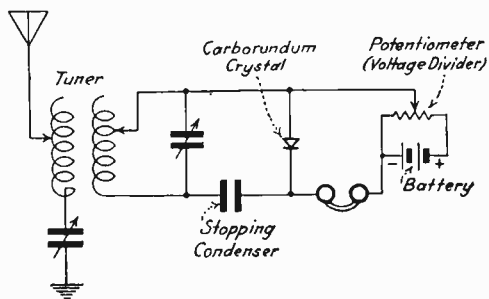 Tuner
Carborundum
Crystal
Potentiometer
(Voltage Divider)
- +
Battery
Stopping
Condenser